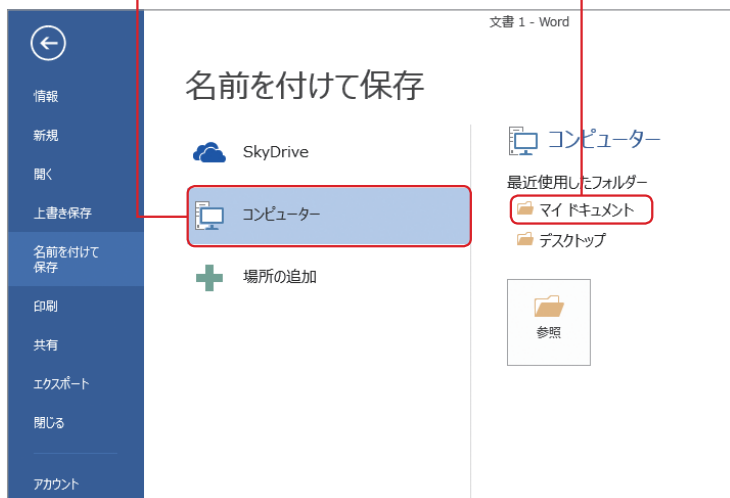 文書 1 - Word
情報
新規
開く
上書き保存
名前を付けて
保存
印刷
共有
エクスポート
閉じる
アカウント
名前を付けて保存
SkyDrive
コンピューター
場所の追加
コンピューター
最近使用したフォルダー
マイ ドキュメント
デスクトップ
参照